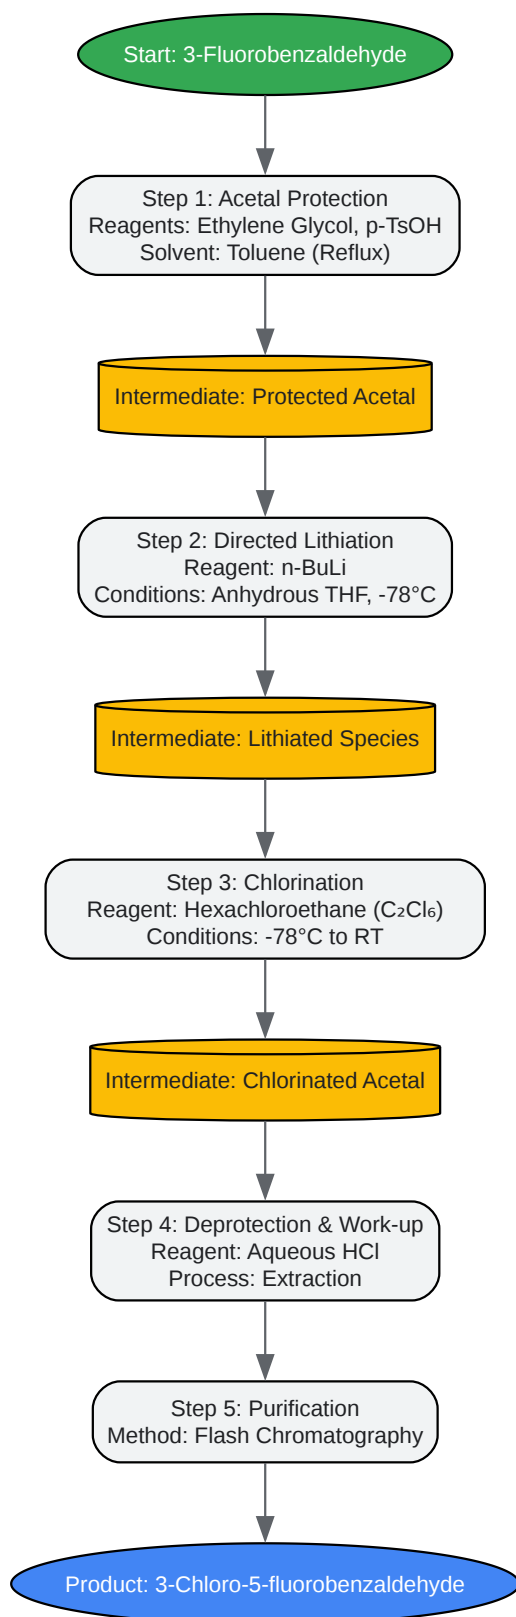 Start: 3-Fluorobenzaldehyde
Step 1: Acetal Protection
Reagents: Ethylene Glycol, p-TsOH
Solvent: Toluene (Reflux)
Intermediate: Protected Acetal
Step 2: Directed Lithiation
Reagent: n-BuLi
Conditions: Anhydrous THF, -78°C
Intermediate: Lithiated Species
Step 3: Chlorination
Reagent: Hexachloroethane (C₂Cl₆)
Conditions: -78°C to RT
Intermediate: Chlorinated Acetal
Step 4: Deprotection & Work-up
Reagent: Aqueous HCl
Process: Extraction
Step 5: Purification
Method: Flash Chromatography
Product: 3-Chloro-5-fluorobenzaldehyde